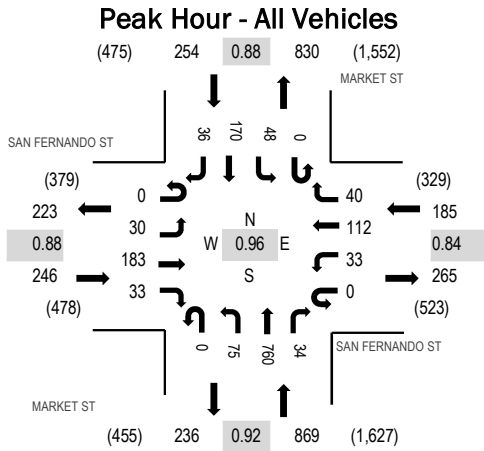 Peak Hour - All Vehicles
(475) 254 0.88 830 (1,552)
MARKET ST
36 170 48 0
SAN FERNANDO ST
(379) (329)
0 40
223 185
30 N 112
0.88 W 0.96 E 0.84
183 S 33
246 265
33 0
(478) (523)
0 75 760 34
SAN FERNANDO ST
MARKET ST
(455) 236 0.92 869 (1,627)